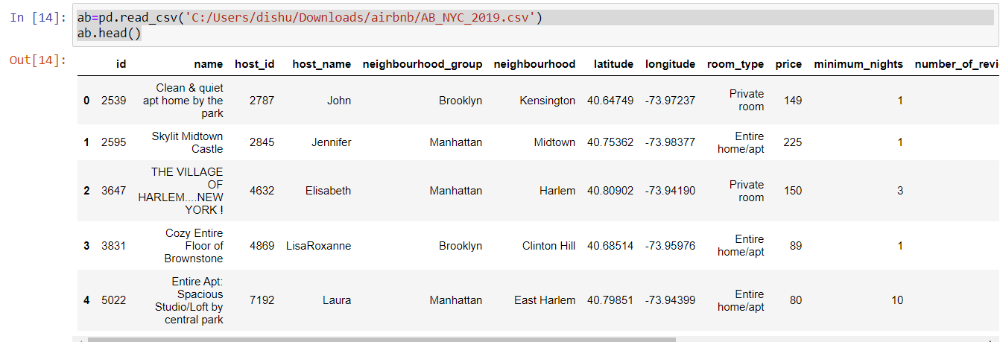 In [14]: ab=pd.read_csv('C:/Users/dishu/Downloads/airbnb/AB_NYC_2019.csv')
ab.head()
Out[14]:
id name host_id host_name neighbourhood_group neighbourhood latitude longitude room_type price minimum_nights number_of_revi
Clean & quiet
0 2539 apt home by the 2787 John Brooklyn Kensington 40.64749 -73.97237 Private 149 1
park room
1 2595 Skylit Midtown 2845 Jennifer Manhattan Midtown 40.75362 -73.98377 Entire 225 1
Castle home/apt
THE VILLAGE
OF
2 3647 HARLEM....NEW 4632 Elisabeth Manhattan Harlem 40.80902 -73.94190 Private 150 3
YORK ! room
Cozy Entire
3 3831 Floor of 4869 LisaRoxanne Brooklyn Clinton Hill 40.68514 -73.95976 Entire 89 1
Brownstone home/apt
Entire Apt:
4 5022 Spacious 7192 Laura Manhattan East Harlem 40.79851 -73.94399 Entire 80 10
Studio/Loft by home/apt
central park